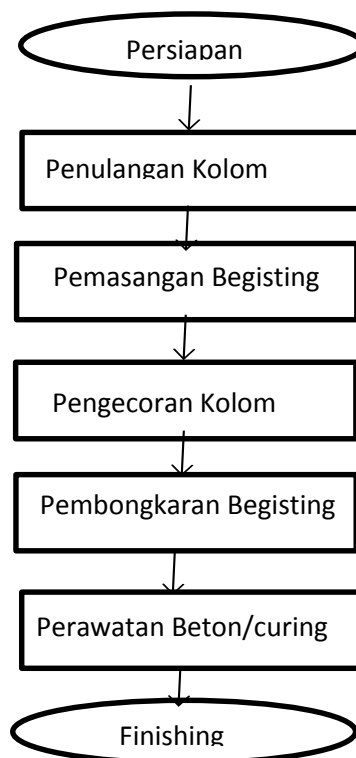 Persiapan
Penulangan Kolom
Pemasangan Begisting
Pengecoran Kolom
Pembongkaran Begisting
Perawatan Beton/curing
Finishing